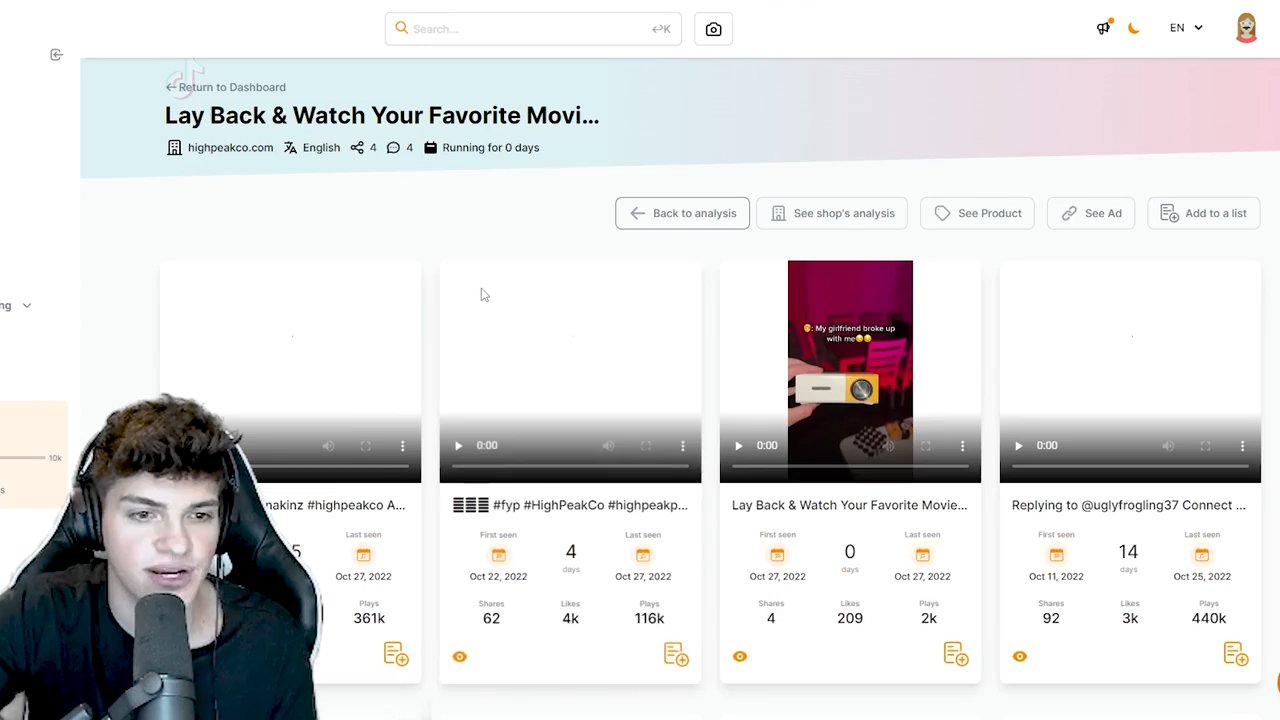 Search...
K
EN
Return to Dashboard
Lay Back & Watch Your Favorite Movi...
highpeakco.com English 4 4 Running for 0 days
Back to analysis
See shop's analysis
See Product
See Ad
Add to a list
ng
10k
s
: My girlfriend broke up
with me
0:00
0:00
0:00
nakinz #highpeakco A...
5
Last seen
Oct 27, 2022
Plays
361k
#fyp #HighPeakCo #highpeakp...
First seen
4
days
Last seen
Oct 22, 2022
Oct 27, 2022
Shares
Likes
Plays
62
4k
116k
Lay Back & Watch Your Favorite Movie...
First seen
0
days
Last seen
Oct 27, 2022
Oct 27, 2022
Shares
Likes
Plays
4
209
2k
Replying to @uglyfrogling37 Connect ...
First seen
14
days
Last seen
Oct 11, 2022
Oct 25, 2022
Shares
Likes
Plays
92
3k
440k